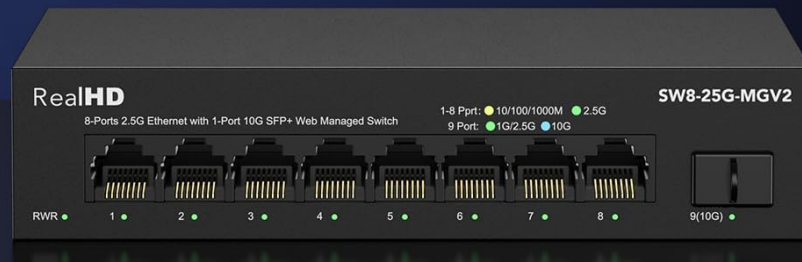 RealHD
SW8-25G-MGV2
8-Ports 2.5G Ethernet with 1-Port 10G SFP+ Web Managed Switch
1-8 Pprt: 10/100/1000M 2.5G
9 Port: 1G/2.5G 10G
RWR 1 2 3 4 5 6 7 8 9(10G)